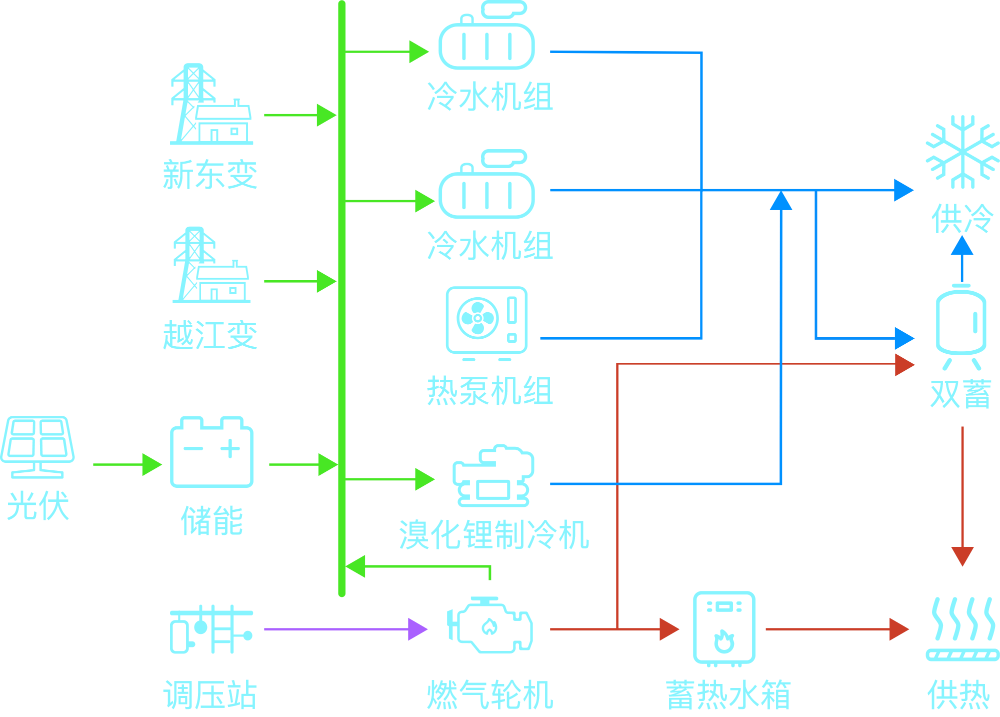 冷水机组
新东变
冷水机组
供冷
越江变
热泵机组
双蓄
光伏
储能
溴化锂制冷机
调压站
燃气轮机
蓄热水箱
供热